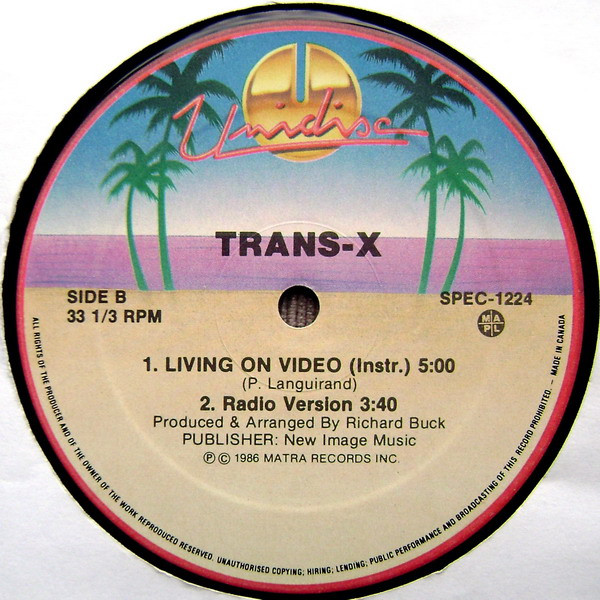 Unidisc
TRANS-X
SIDE B
33 1/3 RPM
SPEC-1224
M A
P L
1. LIVING ON VIDEO (Instr.) 5:00
(P. Languirand)
2. Radio Version 3:40
Produced & Arranged By Richard Buck
PUBLISHER: New Image Music
Ⓟ © 1986 MATRA RECORDS INC.
ALL RIGHTS OF THE PRODUCER AND OF THE OWNER OF THE WORK REPRODUCED RESERVED. UNAUTHORISED COPYING; HIRING; LENDING; PUBLIC PERFORMANCE AND BROADCASTING OF THIS RECORD PROHIBITED. — MADE IN CANADA